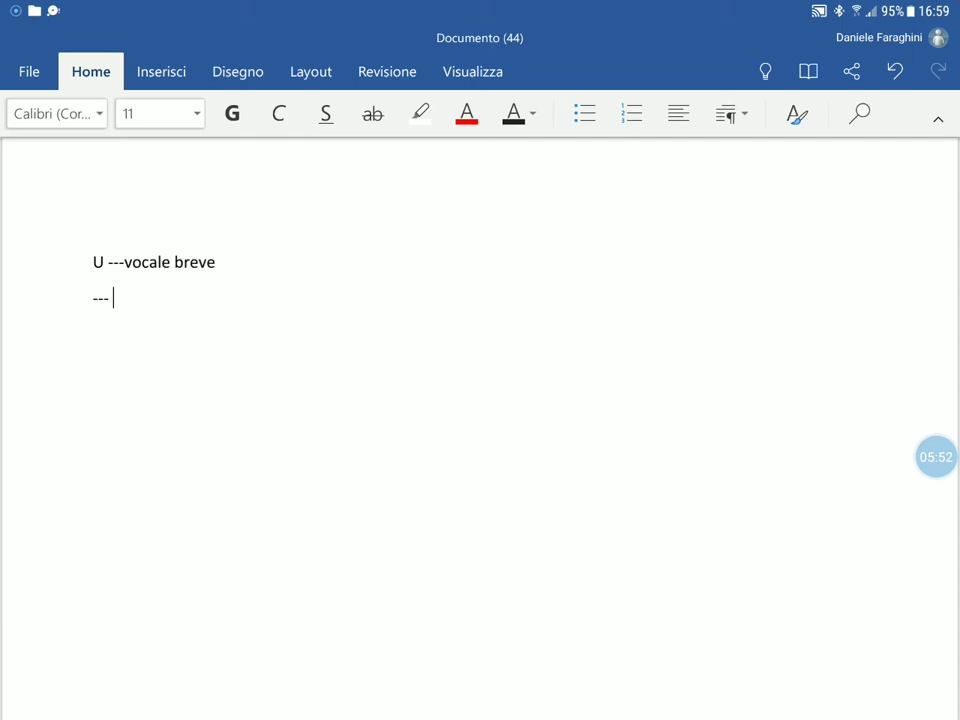 95% 16:59
Documento (44)
Daniele Faraghini
File Home Inserisci Disegno Layout Revisione Visualizza
Calibri (Cor... 11 G C S ab A A
U ---vocale breve
---
05:52